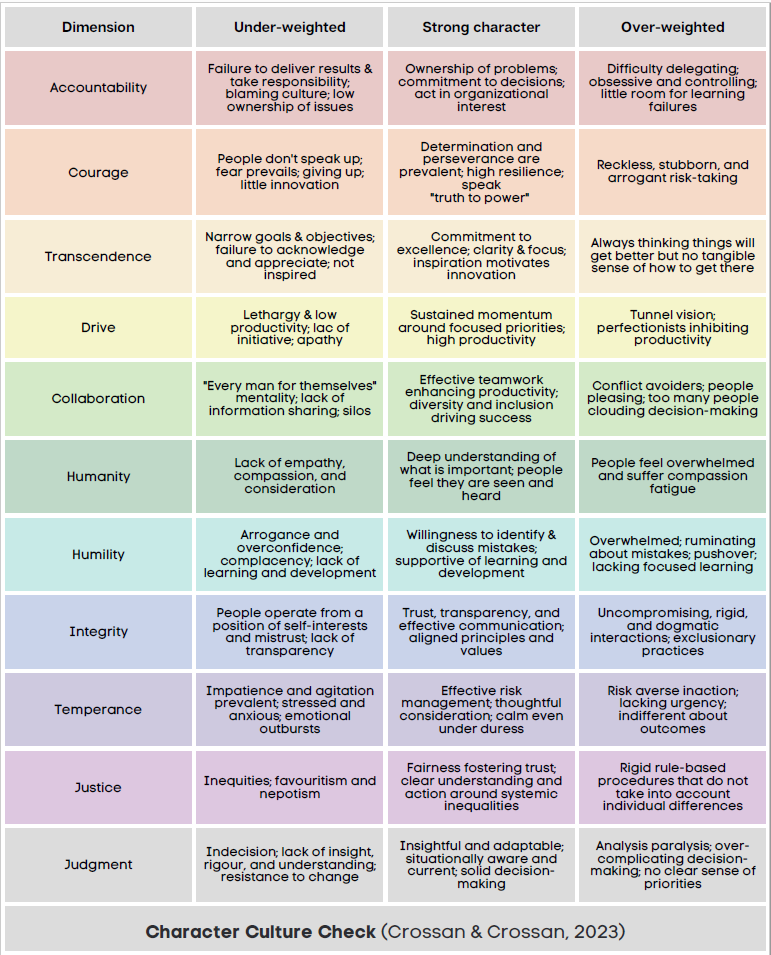 Dimension
Under-weighted
Strong character
Over-weighted
Accountability
Failure to deliver results &
take responsibility;
blaming culture; low
ownership of issues
Ownership of problems;
commitment to decisions;
act in organizational
interest
Difficulty delegating;
obsessive and controlling;
little room for learning
failures
Courage
People don't speak up;
fear prevails; giving up;
little innovation
Determination and
perseverance are
prevalent; high resilience;
speak
"truth to power"
Reckless, stubborn, and
arrogant risk-taking
Transcendence
Narrow goals & objectives;
failure to acknowledge
and appreciate; not
inspired
Commitment to
excellence; clarity & focus;
inspiration motivates
innovation
Always thinking things will
get better but no tangible
sense of how to get there
Drive
Lethargy & low
productivity; lac of
initiative; apathy
Sustained momentum
around focused priorities;
high productivity
Tunnel vision;
perfectionists inhibiting
productivity
Collaboration
"Every man for themselves"
mentality; lack of
information sharing; silos
Effective teamwork
enhancing productivity;
diversity and inclusion
driving success
Conflict avoiders; people
pleasing; too many people
clouding decision-making
Humanity
Lack of empathy,
compassion, and
consideration
Deep understanding of
what is important; people
feel they are seen and
heard
People feel overwhelmed
and suffer compassion
fatigue
Humility
Arrogance and
overconfidence;
complacency; lack of
learning and development
Willingness to identify &
discuss mistakes;
supportive of learning and
development
Overwhelmed; ruminating
about mistakes; pushover;
lacking focused learning
Integrity
People operate from a
position of self-interests
and mistrust; lack of
transparency
Trust, transparency, and
effective communication;
aligned principles and
values
Uncompromising, rigid,
and dogmatic
interactions; exclusionary
practices
Temperance
Impatience and agitation
prevalent; stressed and
anxious; emotional
outbursts
Effective risk
management; thoughtful
consideration; calm even
under duress
Risk averse inaction;
lacking urgency;
indifferent about
outcomes
Justice
Inequities; favouritism and
nepotism
Fairness fostering trust;
clear understanding and
action around systemic
inequalities
Rigid rule-based
procedures that do not
take into account
individual differences
Judgment
Indecision; lack of insight,
rigour, and understanding;
resistance to change
Insightful and adaptable;
situationally aware and
current; solid decision-
making
Analysis paralysis; over-
complicating decision-
making; no clear sense of
priorities
Character Culture Check (Crossan & Crossan, 2023)